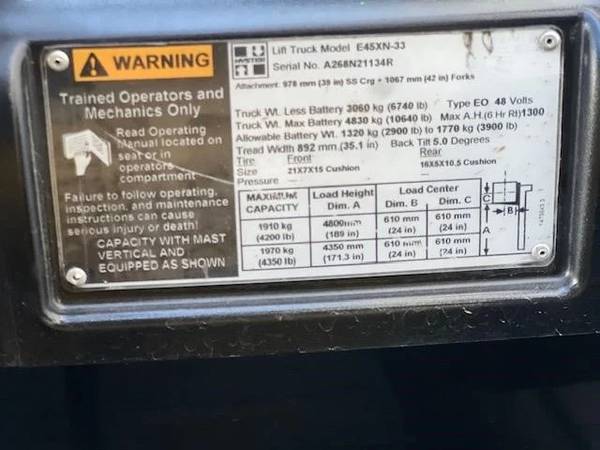 WARNING
Trained Operators and
Mechanics Only
Read Operating
Manual located on
seat or in
operators
compartment
Failure to follow operating,
inspection, and maintenance
instructions can cause
serious injury or death!
CAPACITY WITH MAST
VERTICAL AND
EQUIPPED AS SHOWN
HYSTER
Lift Truck Model E45XN-33
Serial No. A268N21134R
Attachment 978 mm (39 in) SS Crg + 1067 mm (42 in) Forks
Truck Wt. Less Battery 3060 kg (6740 lb) Type EO 48 Volts
Truck Wt. Max Battery 4830 kg (10640 lb) Max A.H.(6 Hr Rt)1300
Allowable Battery Wt. 1320 kg (2900 lb) to 1770 kg (3900 lb)
Tread Width 892 mm (35.1 in) Back Tilt 5.0 Degrees
Tire Front Rear
Size 21X7X15 Cushion 16X5X10.5 Cushion
Pressure
MAXIMUM CAPACITY Load Height Dim. A Load Center Dim. B Dim. C
1910 kg (4200 lb) 4800mm (189 in) 610 mm (24 in) 610 mm (24 in)
1970 kg (4350 lb) 4350 mm (171.3 in) 610 mm (24 in) 610 mm (24 in)
C
B
A